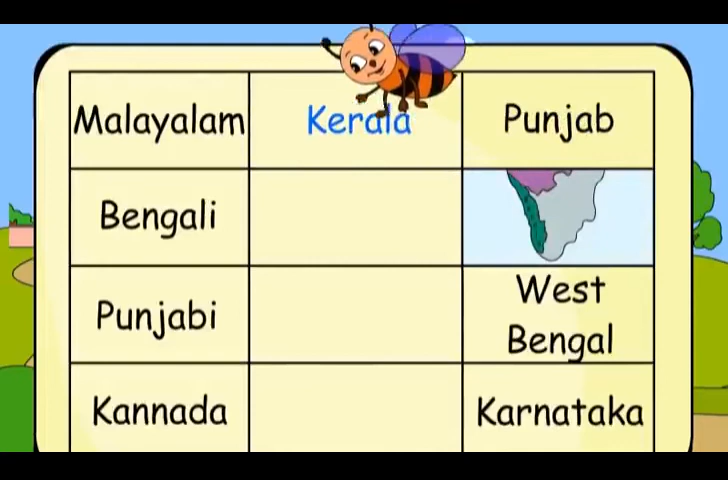 Malayalam Kerala Punjab
Bengali
Punjabi West
Bengal
Kannada Karnataka